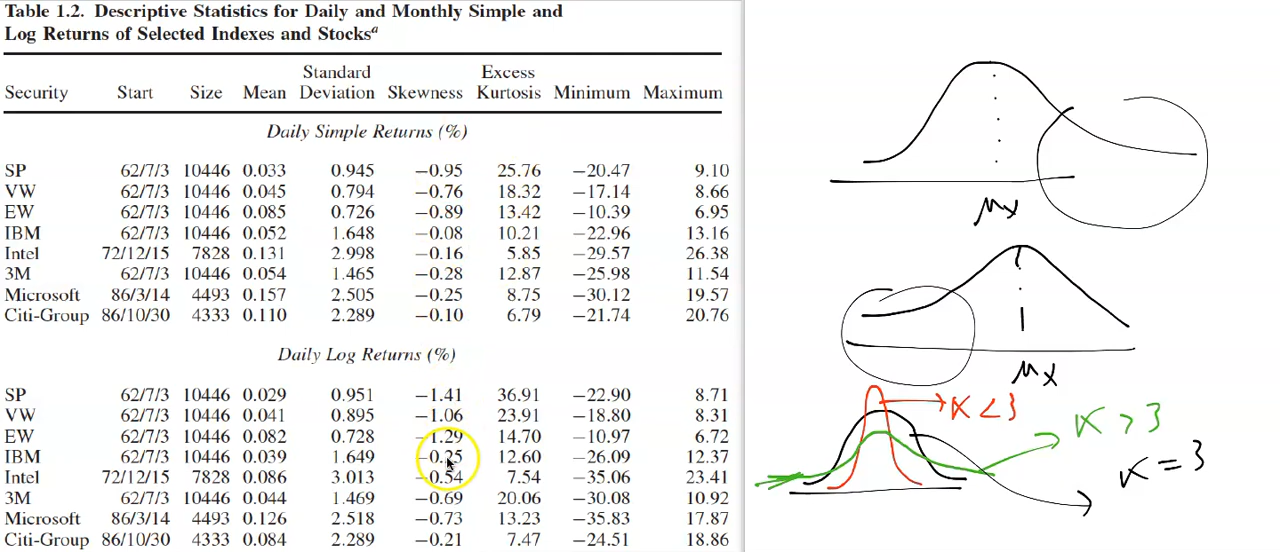 Table 1.2. Descriptive Statistics for Daily and Monthly Simple and
Log Returns of Selected Indexes and Stocksᵃ
Security Start Size Mean Standard Deviation Skewness Excess Kurtosis Minimum Maximum
Daily Simple Returns (%)
SP 62/7/3 10446 0.033 0.945 −0.95 25.76 −20.47 9.10
VW 62/7/3 10446 0.045 0.794 −0.76 18.32 −17.14 8.66
EW 62/7/3 10446 0.085 0.726 −0.89 13.42 −10.39 6.95
IBM 62/7/3 10446 0.052 1.648 −0.08 10.21 −22.96 13.16
Intel 72/12/15 7828 0.131 2.998 −0.16 5.85 −29.57 26.38
3M 62/7/3 10446 0.054 1.465 −0.28 12.87 −25.98 11.54
Microsoft 86/3/14 4493 0.157 2.505 −0.25 8.75 −30.12 19.57
Citi-Group 86/10/30 4333 0.110 2.289 −0.10 6.79 −21.74 20.76
Daily Log Returns (%)
SP 62/7/3 10446 0.029 0.951 −1.41 36.91 −22.90 8.71
VW 62/7/3 10446 0.041 0.895 −1.06 23.91 −18.80 8.31
EW 62/7/3 10446 0.082 0.728 −1.29 14.70 −10.97 6.72
IBM 62/7/3 10446 0.039 1.649 −0.25 12.60 −26.09 12.37
Intel 72/12/15 7828 0.086 3.013 −0.54 7.54 −35.06 23.41
3M 62/7/3 10446 0.044 1.469 −0.69 20.06 −30.08 10.92
Microsoft 86/3/14 4493 0.126 2.518 −0.73 13.23 −35.83 17.87
Citi-Group 86/10/30 4333 0.084 2.289 −0.21 7.47 −24.51 18.86
μx
μx
K < 3
K > 3
K = 3